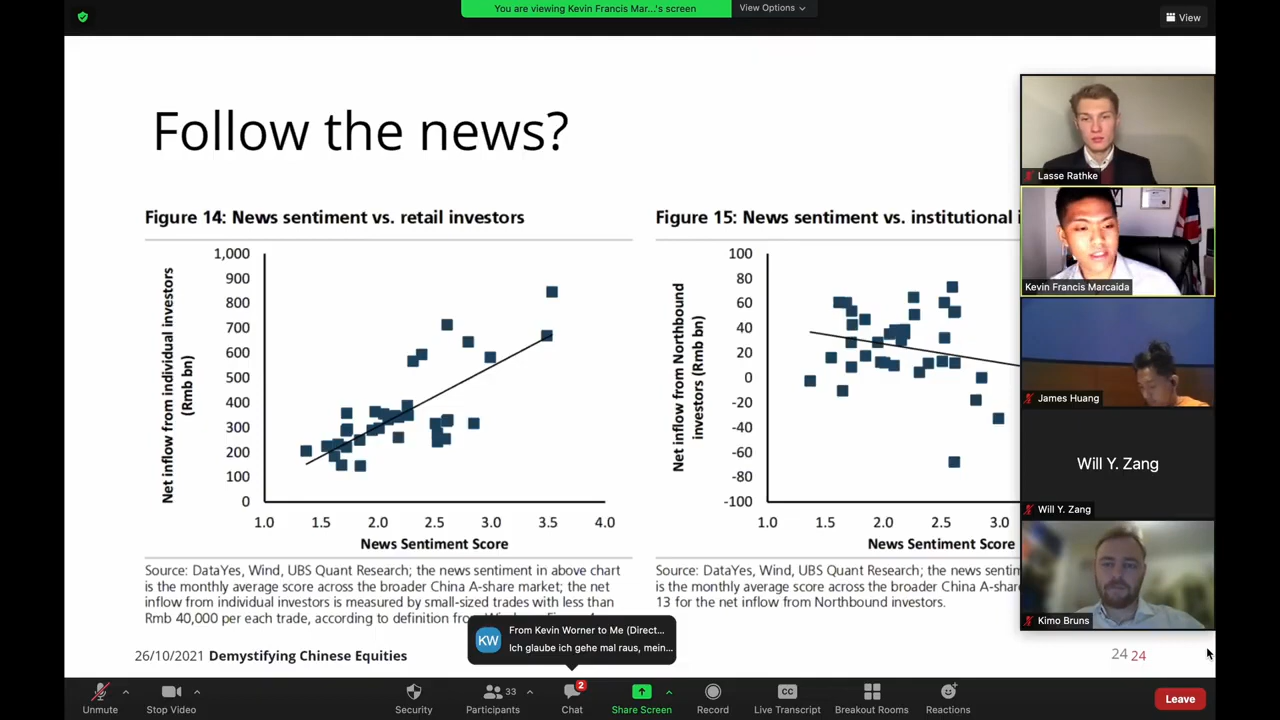 You are viewing Kevin Francis Mar...'s screen
View Options
View
Follow the news?
Figure 14: News sentiment vs. retail investors
Net inflow from individual investors
(Rmb bn)
1,000
900
800
700
600
500
400
300
200
100
0
1.0 1.5 2.0 2.5 3.0 3.5 4.0
News Sentiment Score
Source: DataYes, Wind, UBS Quant Research; the news sentiment in above chart
is the monthly average score across the broader China A-share market; the net
inflow from individual investors is measured by small-sized trades with less than
Rmb 40,000 per each trade, according to definition
Figure 15: News sentiment vs. institutional
Net inflow from Northbound
investors (Rmb bn)
100
80
60
40
20
0
-20
-40
-60
-80
-100
1.0 1.5 2.0 2.5 3.0
News Sentiment Score
Source: DataYes, Wind, UBS Quant Research; the news
is the monthly average score across the broader China A-share
13 for the net inflow from Northbound investors.
Lasse Rathke
Kevin Francis Marcaida
James Huang
Will Y. Zang
Will Y. Zang
Kimo Bruns
KW
From Kevin Worner to Me (Direct...
Ich glaube ich gehe mal raus, mein...
26/10/2021 Demystifying Chinese Equities
24 24
Unmute
Stop Video
Security
33
Participants
2
Chat
Share Screen
Record
CC
Live Transcript
Breakout Rooms
Reactions
Leave